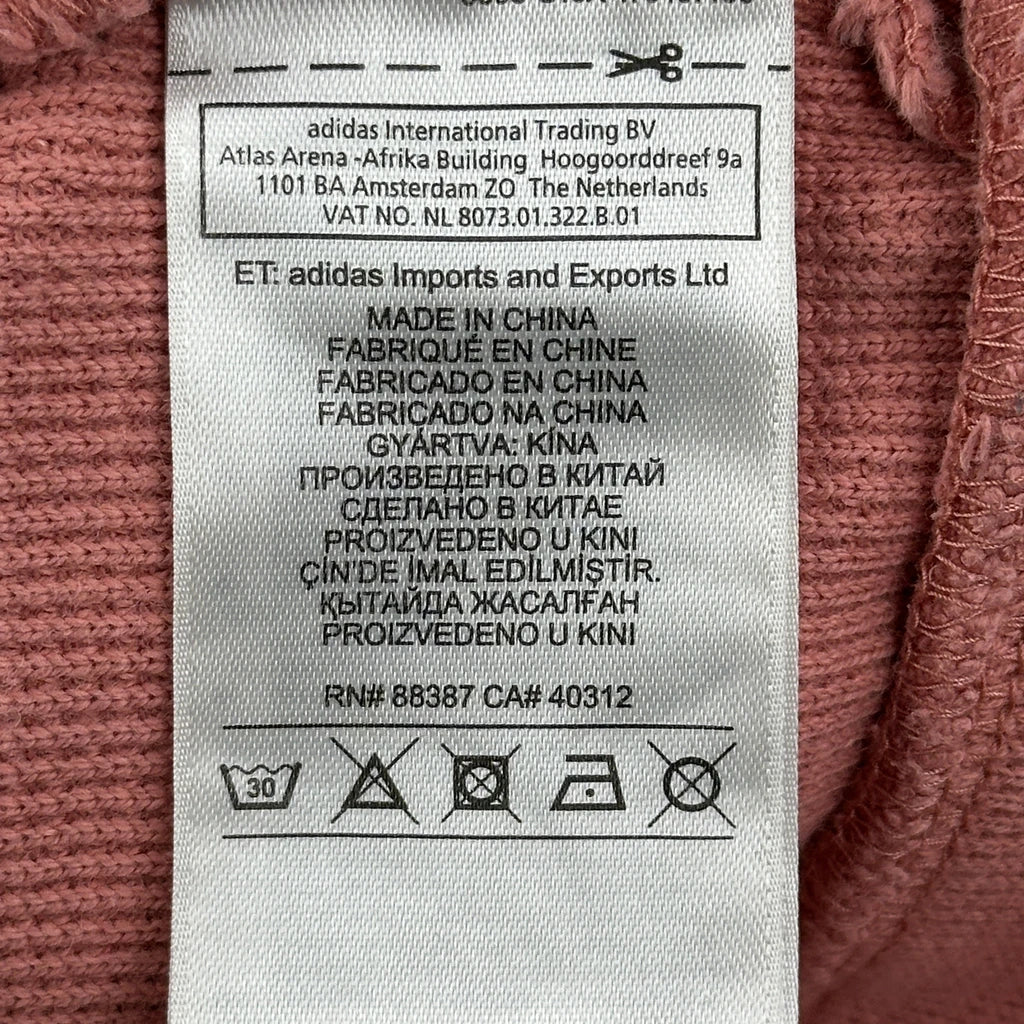 adidas International Trading BV
Atlas Arena -Afrika Building Hoogoorddreef 9a
1101 BA Amsterdam ZO The Netherlands
VAT NO. NL 8073.01.322.B.01
ET: adidas Imports and Exports Ltd
MADE IN CHINA
FABRIQUÉ EN CHINE
FABRICADO EN CHINA
FABRICADO NA CHINA
GYÁRTVA: KÍNA
ПРОИЗВЕДЕНО В КИТАЙ
СДЕЛАНО В КИТАЕ
PROIZVEDENO U KINI
ÇİN'DE İMAL EDİLMİŞTİR.
ҚЫТАЙДА ЖАСАЛҒАН
PROIZVEDENO U KINI
RN# 88387 CA# 40312
30